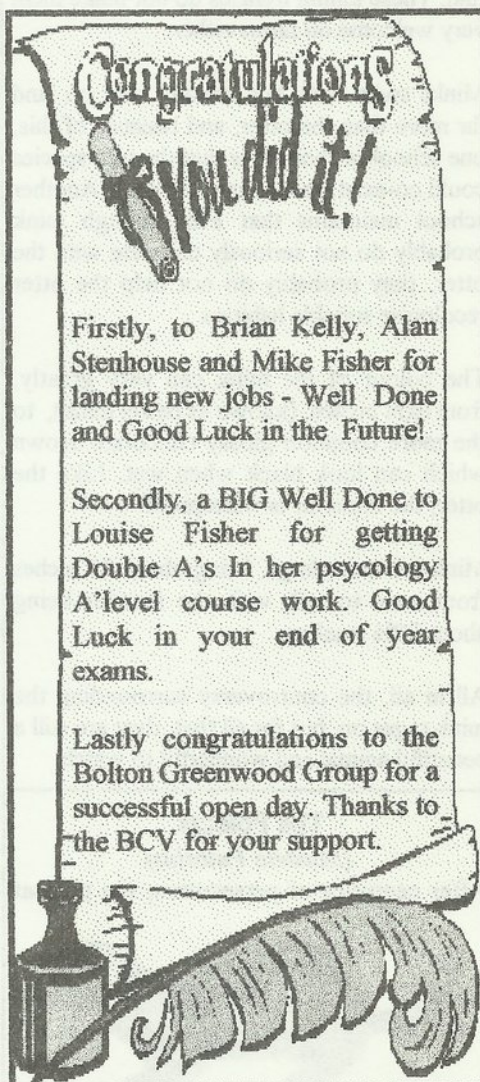 Congratulations
You did it!
Firstly, to Brian Kelly, Alan
Stenhouse and Mike Fisher for
landing new jobs - Well Done
and Good Luck in the Future!
Secondly, a BIG Well Done to
Louise Fisher for getting
Double A's In her psycology
A'level course work. Good
Luck in your end of year
exams.
Lastly congratulations to the
Bolton Greenwood Group for a
successful open day. Thanks to
the BCV for your support.